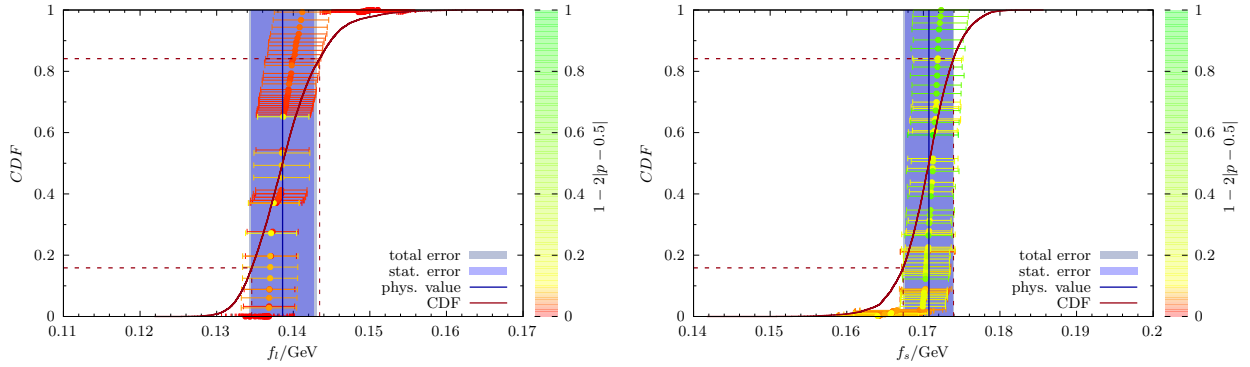 CDF
1
0.8
0.6
0.4
0.2
0
0.11 0.12 0.13 0.14 0.15 0.16 0.17
f_l/GeV
total error
stat. error
phys. value
CDF
1
0.8
0.6
0.4
0.2
0
1 − 2|p − 0.5|
CDF
1
0.8
0.6
0.4
0.2
0
0.14 0.15 0.16 0.17 0.18 0.19 0.2
f_s/GeV
total error
stat. error
phys. value
CDF
1
0.8
0.6
0.4
0.2
0
1 − 2|p − 0.5|